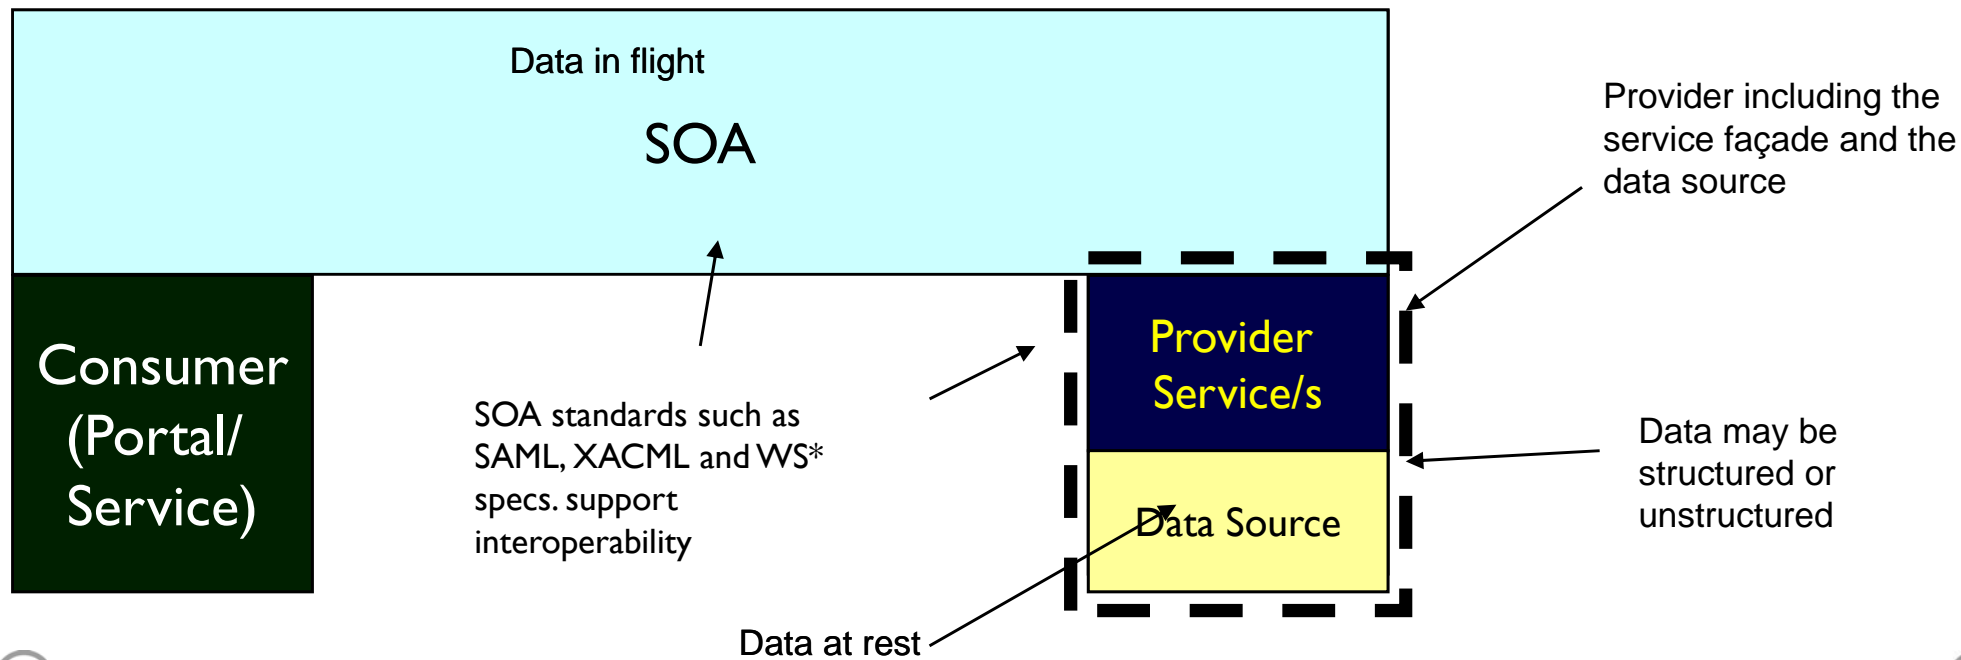 Data in flight
SOA
Provider including the
service façade and the
data source
Consumer
(Portal/
Service)
SOA standards such as
SAML, XACML and WS*
specs. support
interoperability
Provider
Service/s
Data Source
Data may be
structured or
unstructured
Data at rest